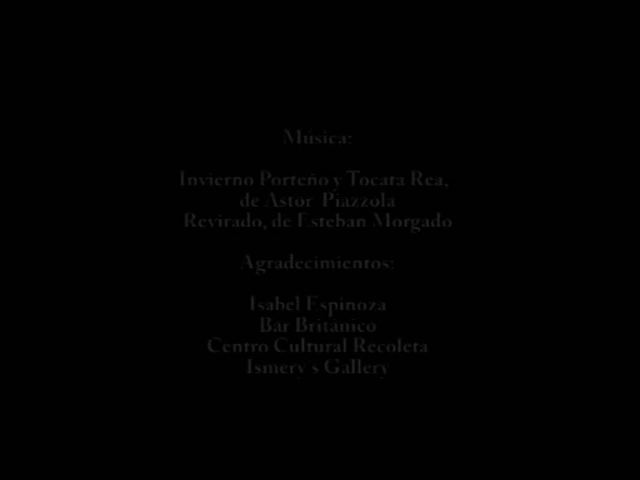 Música:
Invierno Porteño y Tocata Rea,
de Astor Piazzola
Revirado, de Esteban Morgado
Agradecimientos:
Isabel Espinoza
Bar Británico
Centro Cultural Recoleta
Ismery's Gallery